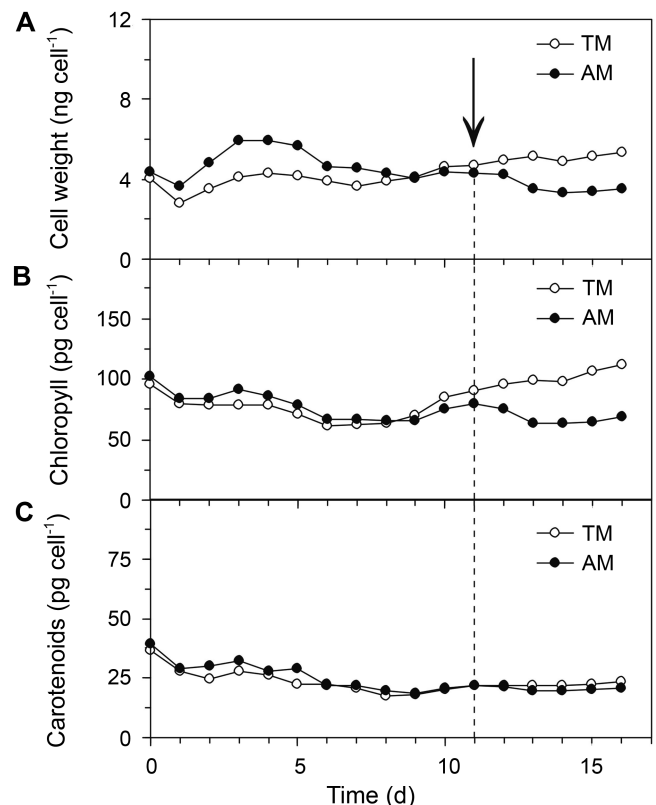 A
12
8
4
0
Cell weight (ng cell-1)
TM
AM
B
150
100
50
0
Chloropyll (pg cell-1)
TM
AM
C
75
50
25
0
Carotenoids (pg cell-1)
TM
AM
0 5 10 15
Time (d)